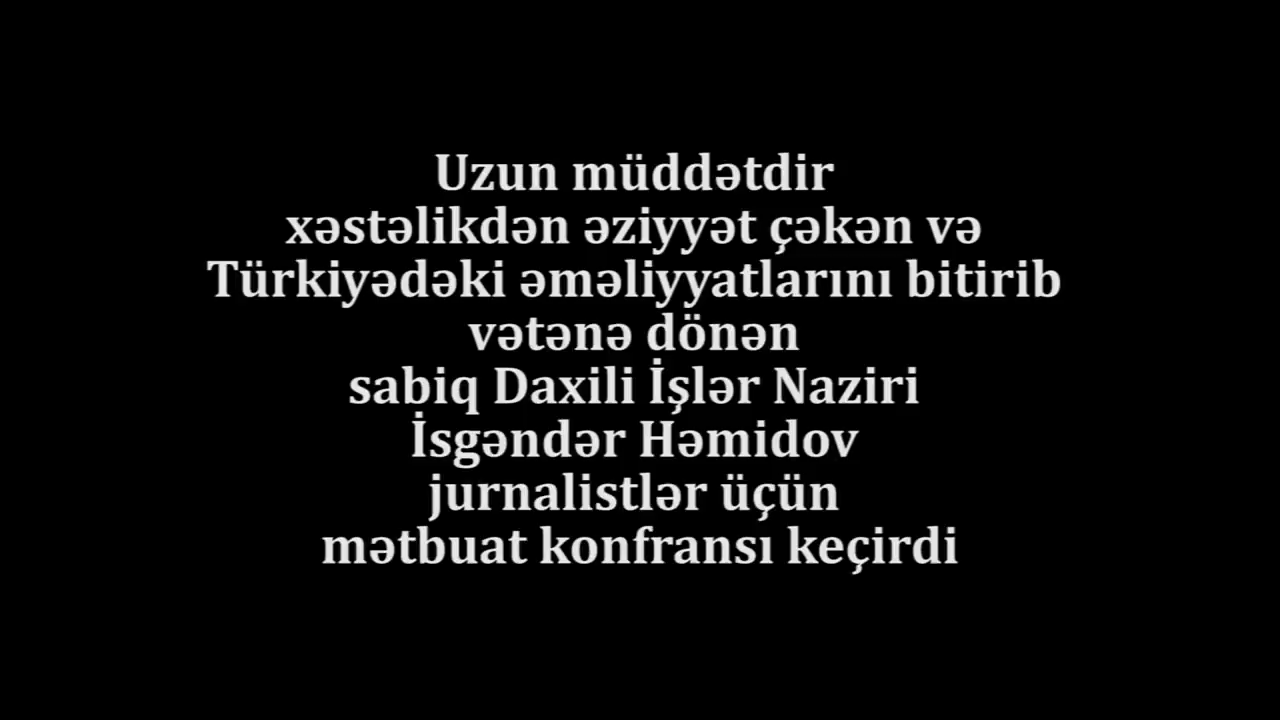 Uzun müddətdir
xəstəlikdən əziyyət çəkən və
Türkiyədəki əməliyyatlarını bitirib
vətənə dönən
sabiq Daxili İşlər Naziri
İsgəndər Həmidov
jurnalistlər üçün
mətbuat konfransı keçirdi